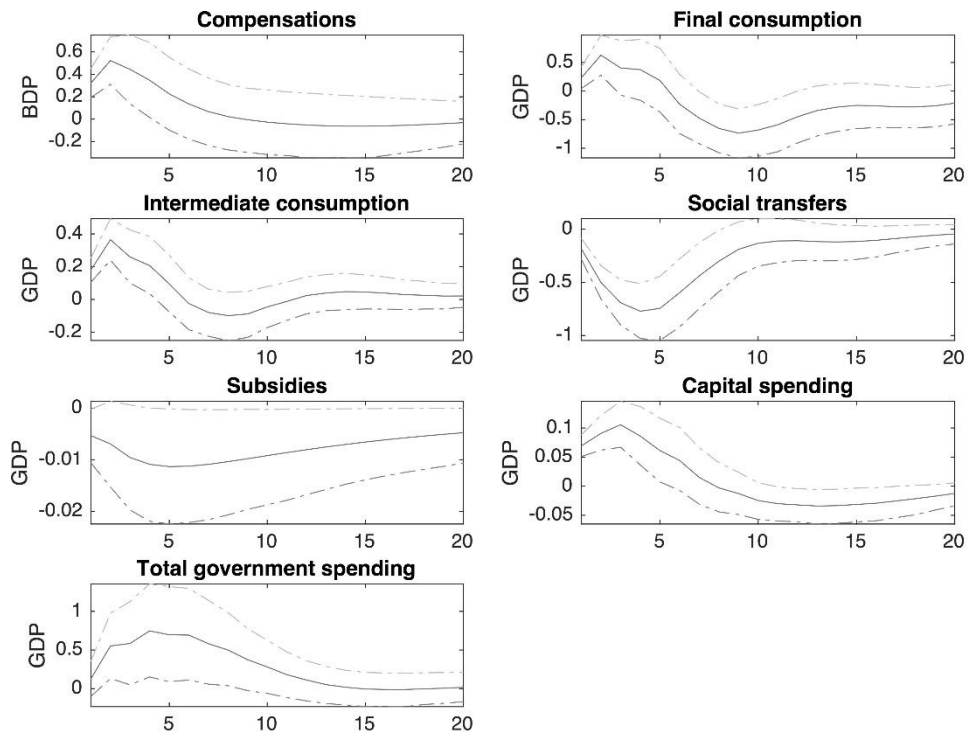 Compensations
0.6
0.4
0.2
0
-0.2
BDP
5 10 15 20
Final consumption
0.5
0
-0.5
-1
GDP
5 10 15 20
Intermediate consumption
0.4
0.2
0
-0.2
GDP
5 10 15 20
Social transfers
0
-0.5
-1
GDP
5 10 15 20
Subsidies
0
-0.01
-0.02
GDP
5 10 15 20
Capital spending
0.1
0.05
0
-0.05
GDP
5 10 15 20
Total government spending
1
0.5
0
GDP
5 10 15 20